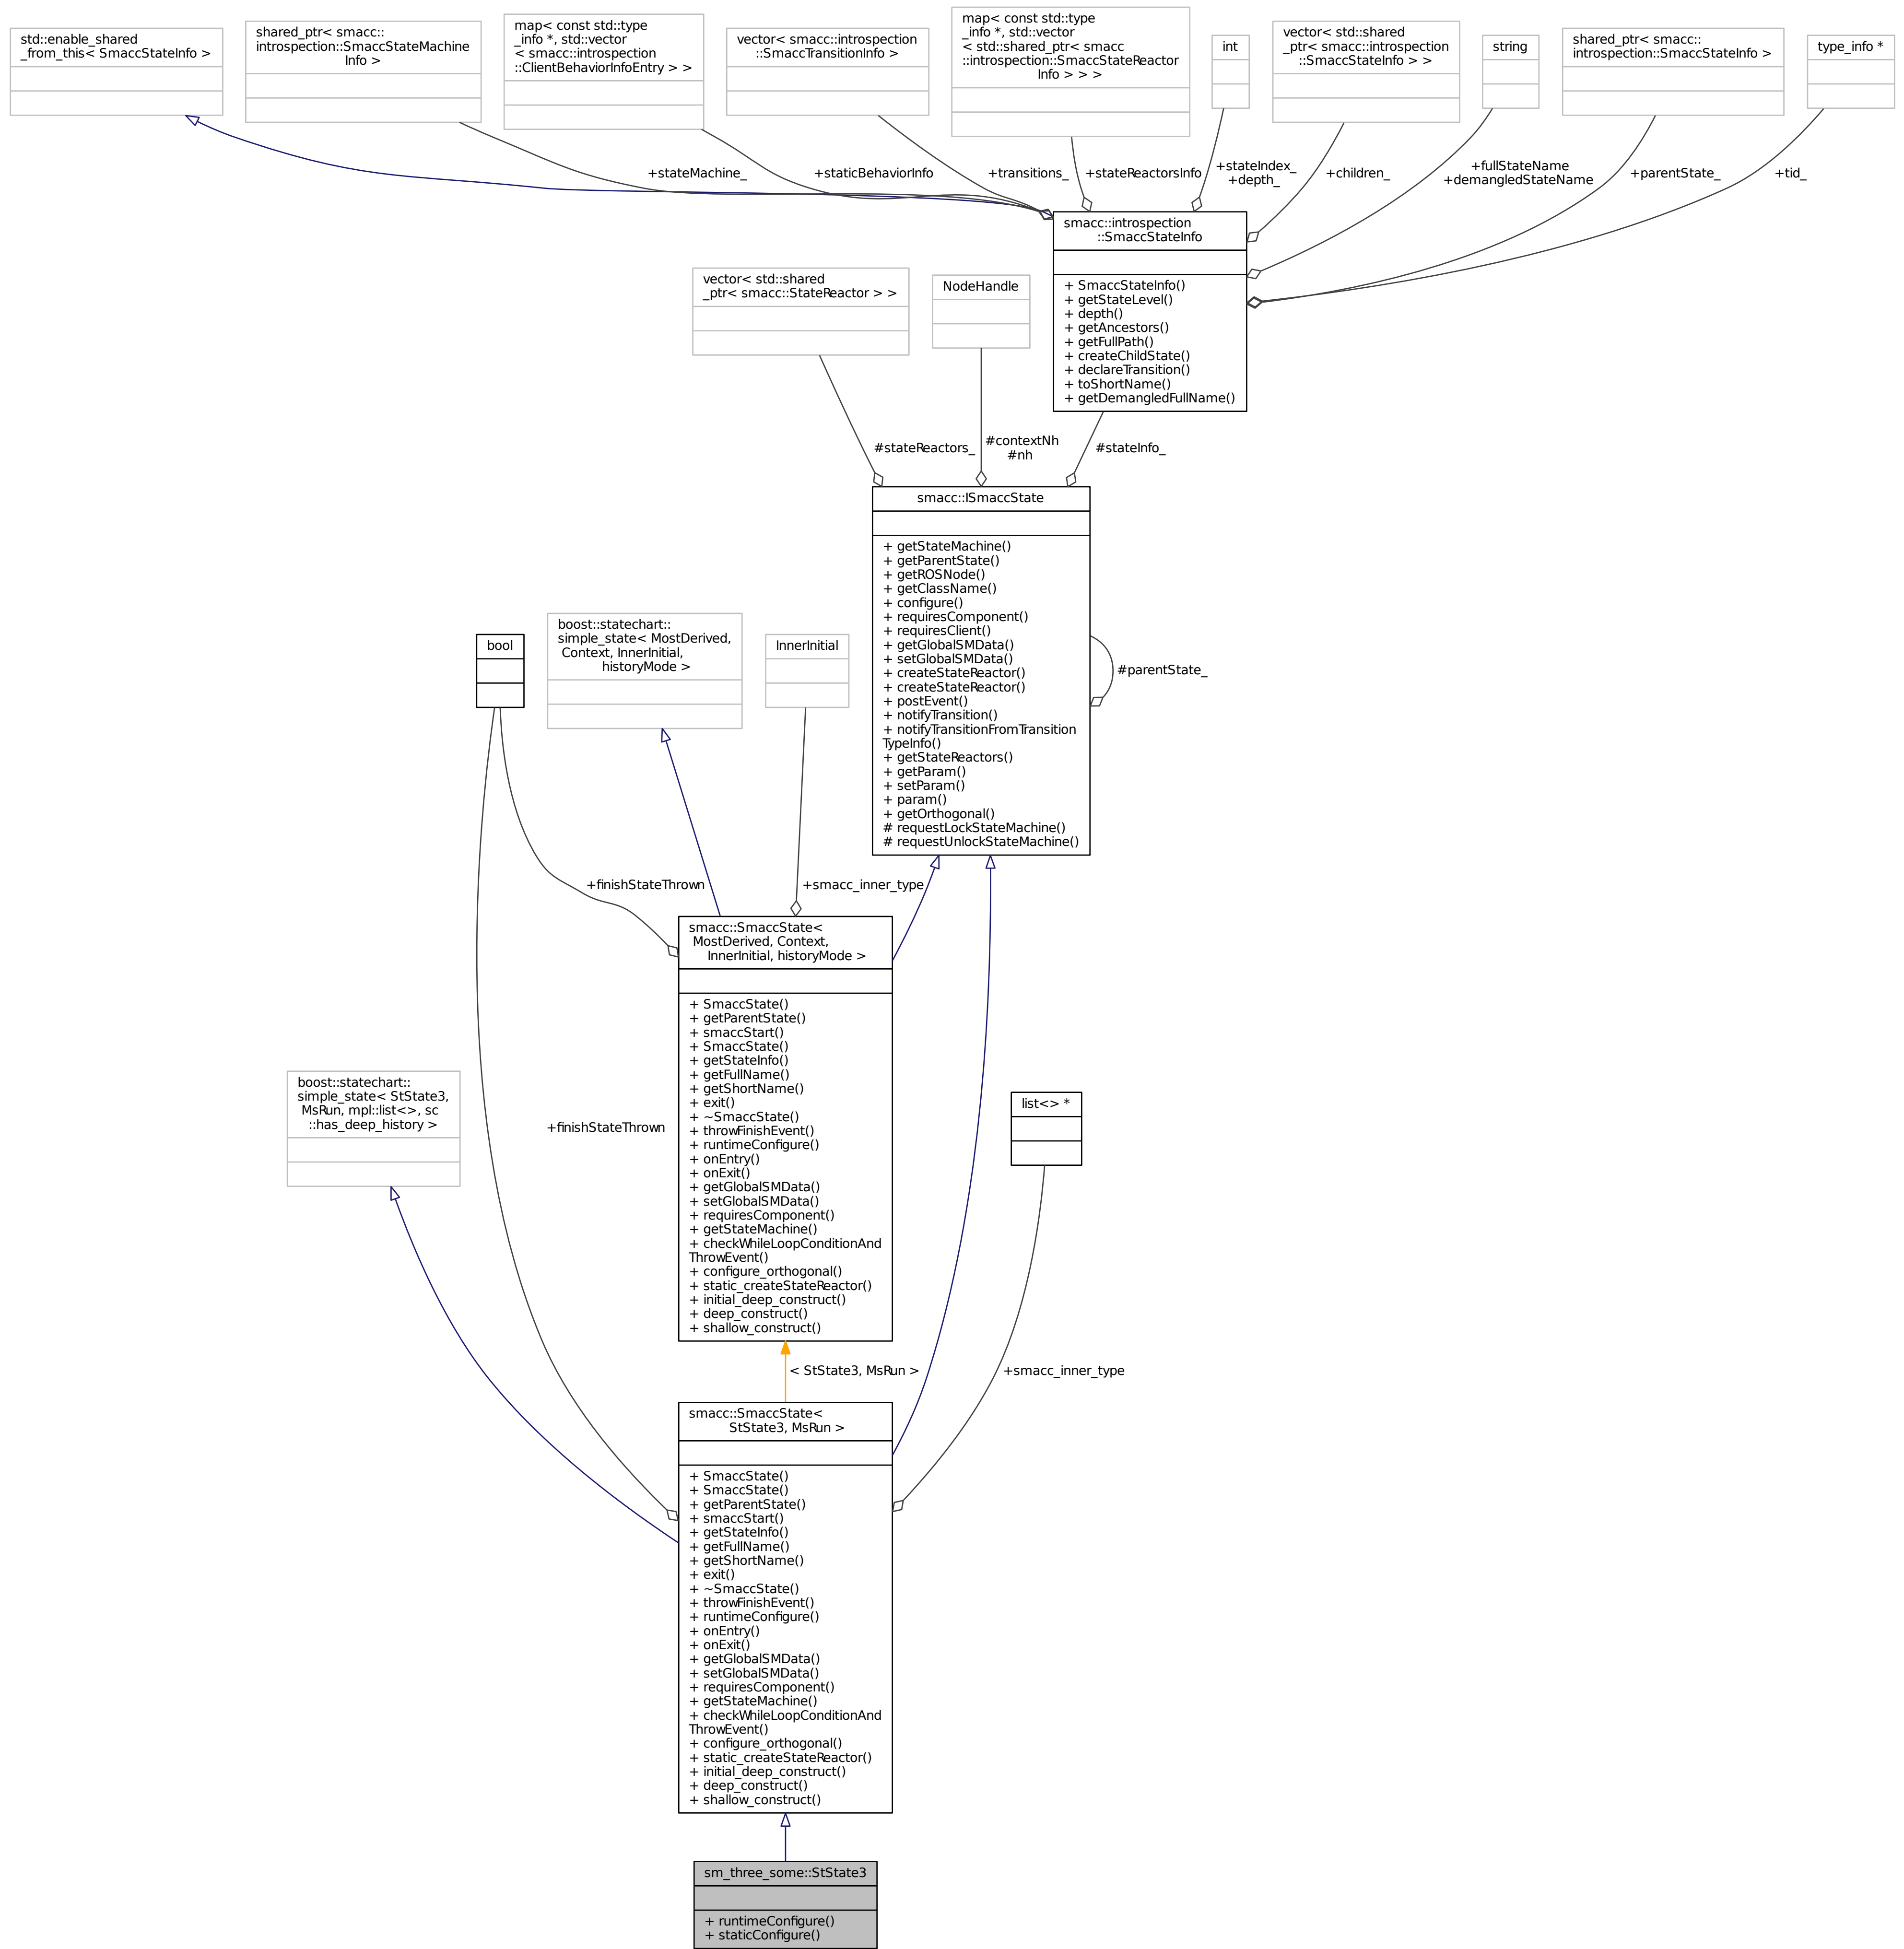 std::enable_shared
_from_this< SmaccStateInfo >
shared_ptr< smacc::
introspection::SmaccStateMachine
Info >
map< const std::type
_info *, std::vector
< smacc::introspection
::ClientBehaviorInfoEntry > >
vector< smacc::introspection
::SmaccTransitionInfo >
map< const std::type
_info *, std::vector
< std::shared_ptr< smacc
::introspection::SmaccStateReactor
Info > > >
int
vector< std::shared
_ptr< smacc::introspection
::SmaccStateInfo > >
string
shared_ptr< smacc::
introspection::SmaccStateInfo >
type_info *
+stateMachine_
+staticBehaviorInfo
+transitions_
+stateReactorsInfo
+stateIndex_
+depth_
+children_
+fullStateName
+demangledStateName
+parentState_
+tid_
smacc::introspection
::SmaccStateInfo
+ SmaccStateInfo()
+ getStateLevel()
+ depth()
+ getAncestors()
+ getFullPath()
+ createChildState()
+ declareTransition()
+ toShortName()
+ getDemangledFullName()
vector< std::shared
_ptr< smacc::StateReactor > >
NodeHandle
#stateReactors_
#contextNh
#nh
#stateInfo_
smacc::ISmaccState
+ getStateMachine()
+ getParentState()
+ getROSNode()
+ getClassName()
+ configure()
+ requiresComponent()
+ requiresClient()
+ getGlobalSMData()
+ setGlobalSMData()
+ createStateReactor()
+ createStateReactor()
+ postEvent()
+ notifyTransition()
+ notifyTransitionFromTransition
TypeInfo()
+ getStateReactors()
+ getParam()
+ setParam()
+ param()
+ getOrthogonal()
# requestLockStateMachine()
# requestUnlockStateMachine()
#parentState_
bool
boost::statechart::
simple_state< MostDerived,
Context, InnerInitial,
historyMode >
InnerInitial
+finishStateThrown
+smacc_inner_type
smacc::SmaccState<
MostDerived, Context,
InnerInitial, historyMode >
+ SmaccState()
+ getParentState()
+ smaccStart()
+ SmaccState()
+ getStateInfo()
+ getFullName()
+ getShortName()
+ exit()
+ ~SmaccState()
+ throwFinishEvent()
+ runtimeConfigure()
+ onEntry()
+ onExit()
+ getGlobalSMData()
+ setGlobalSMData()
+ requiresComponent()
+ getStateMachine()
+ checkWhileLoopConditionAnd
ThrowEvent()
+ configure_orthogonal()
+ static_createStateReactor()
+ initial_deep_construct()
+ deep_construct()
+ shallow_construct()
boost::statechart::
simple_state< StState3,
MsRun, mpl::list<>, sc
::has_deep_history >
+finishStateThrown
list<> *
< StState3, MsRun >
+smacc_inner_type
smacc::SmaccState<
StState3, MsRun >
+ SmaccState()
+ SmaccState()
+ getParentState()
+ smaccStart()
+ getStateInfo()
+ getFullName()
+ getShortName()
+ exit()
+ ~SmaccState()
+ throwFinishEvent()
+ runtimeConfigure()
+ onEntry()
+ onExit()
+ getGlobalSMData()
+ setGlobalSMData()
+ requiresComponent()
+ getStateMachine()
+ checkWhileLoopConditionAnd
ThrowEvent()
+ configure_orthogonal()
+ static_createStateReactor()
+ initial_deep_construct()
+ deep_construct()
+ shallow_construct()
sm_three_some::StState3
+ runtimeConfigure()
+ staticConfigure()